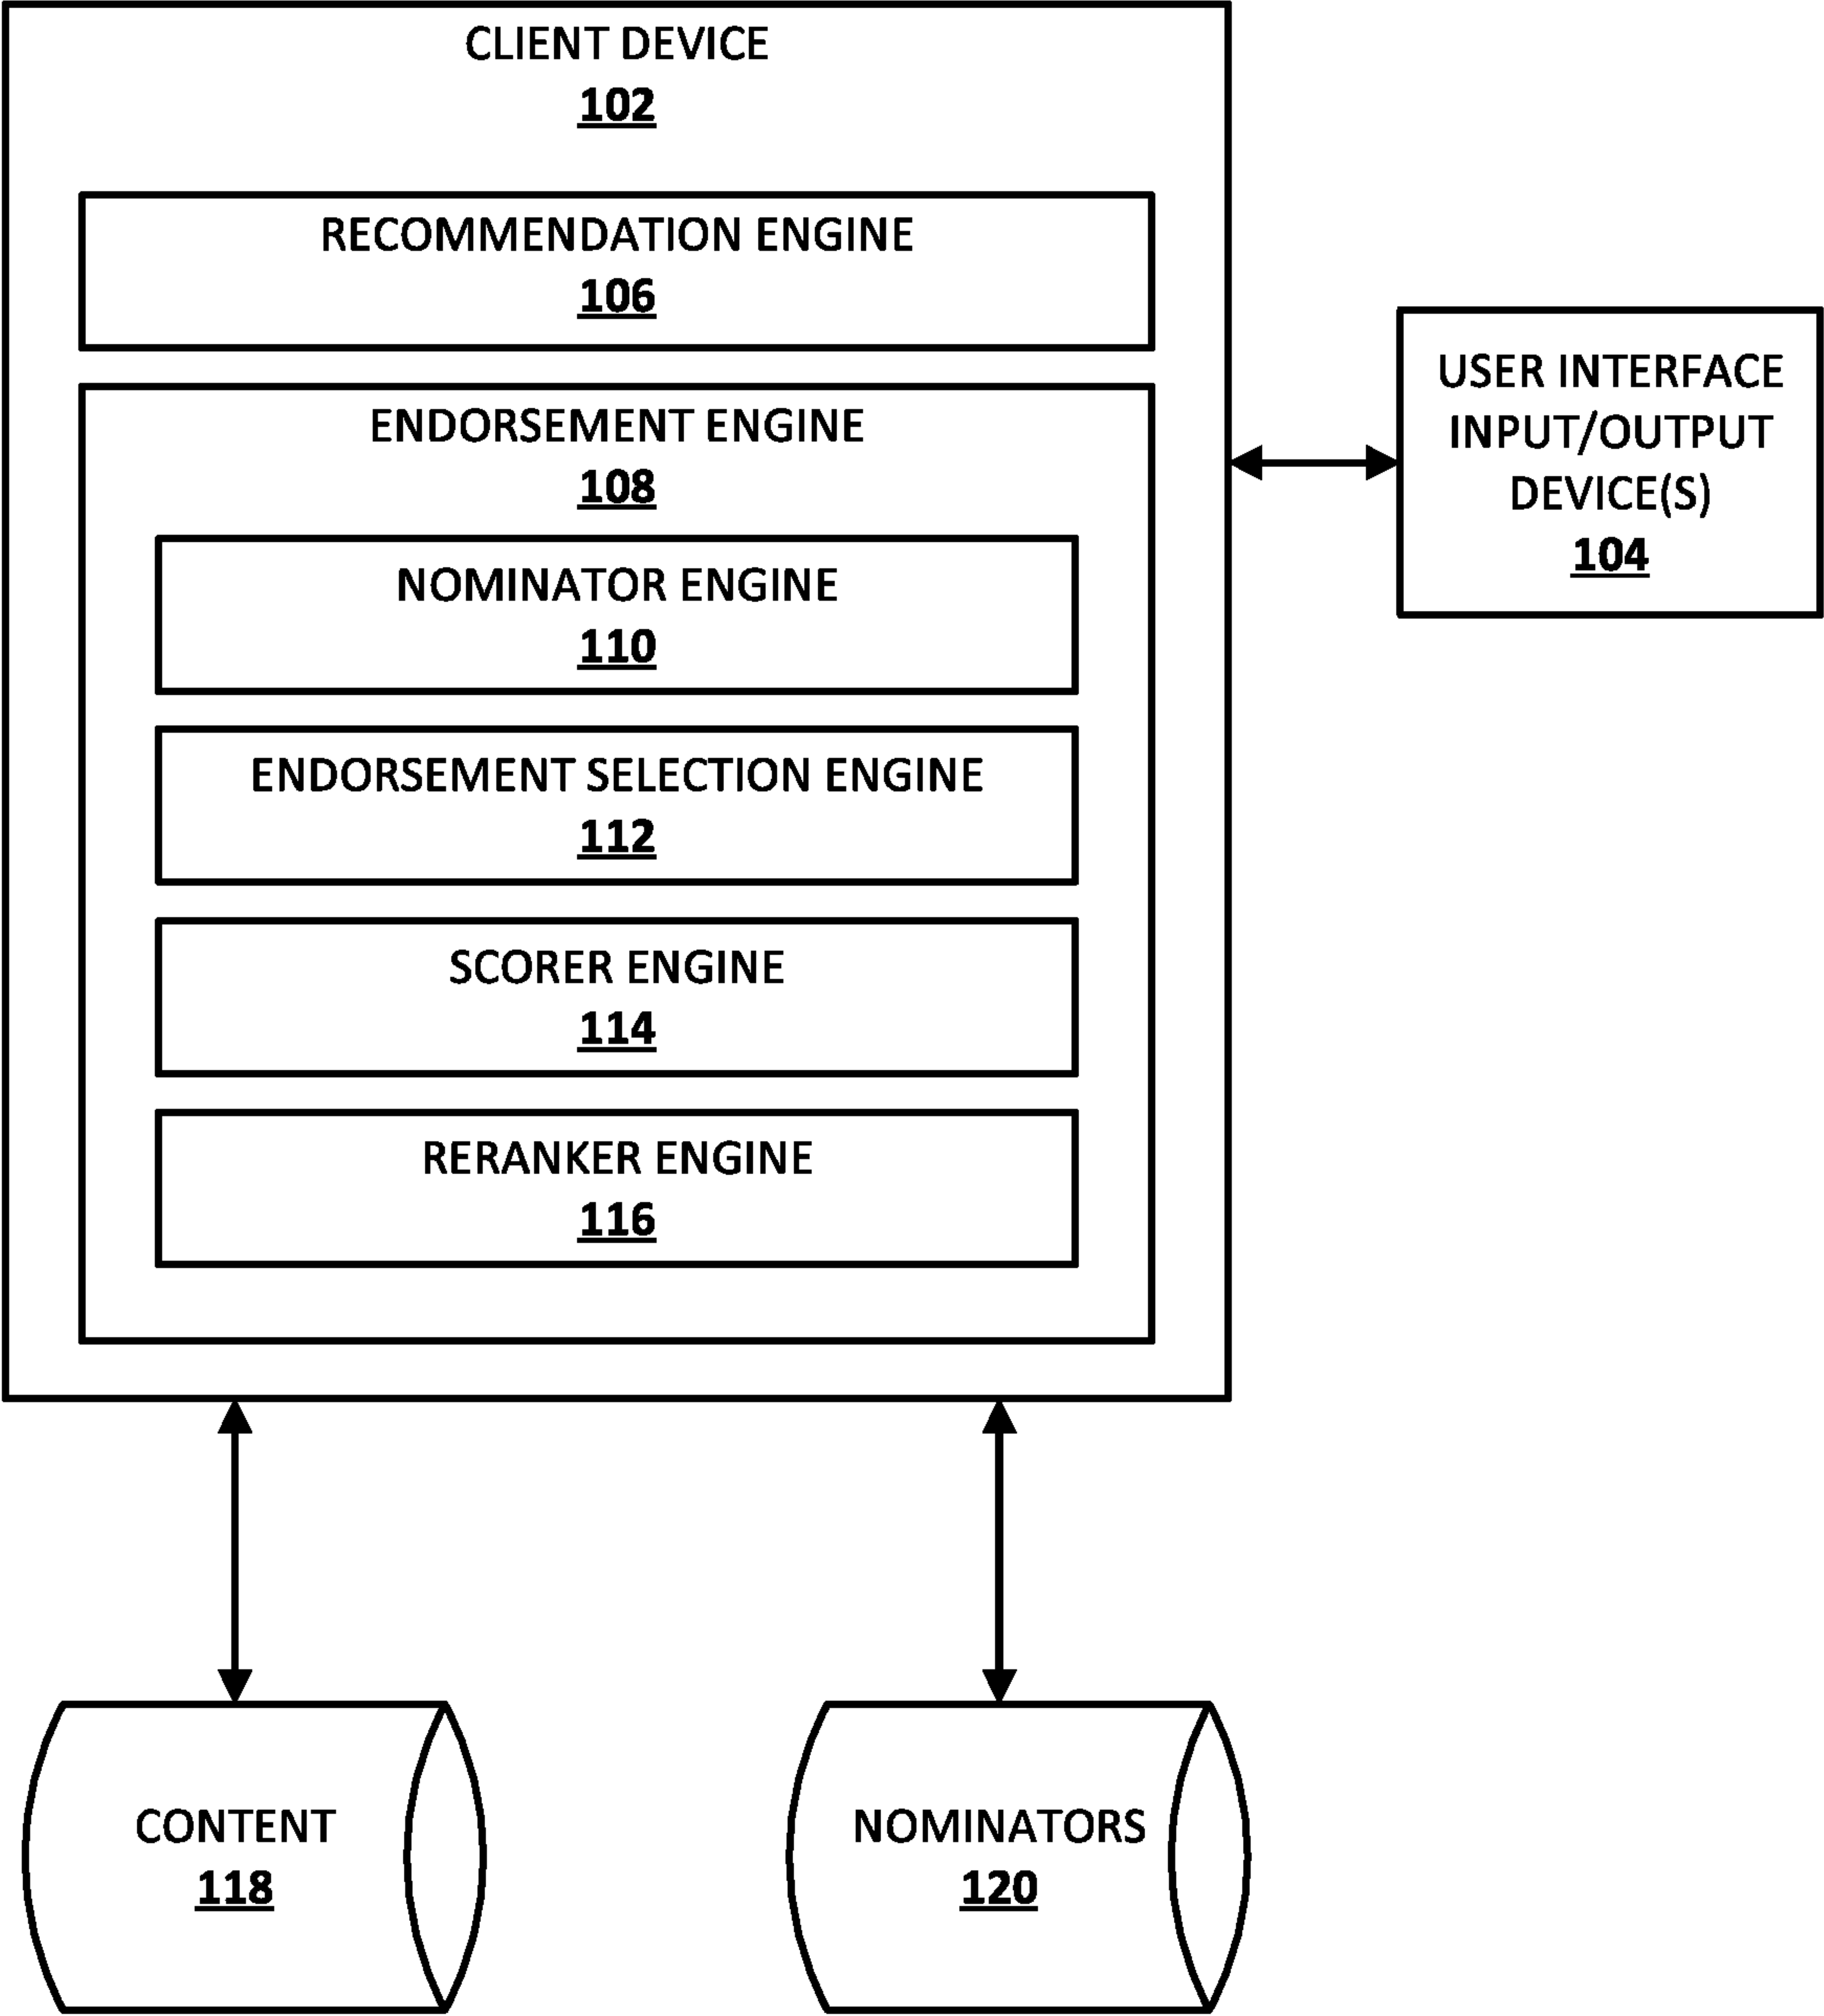 CLIENT DEVICE
102
RECOMMENDATION ENGINE
106
ENDORSEMENT ENGINE
108
NOMINATOR ENGINE
110
ENDORSEMENT SELECTION ENGINE
112
SCORER ENGINE
114
RERANKER ENGINE
116
USER INTERFACE
INPUT/OUTPUT
DEVICE(S)
104
CONTENT
118
NOMINATORS
120